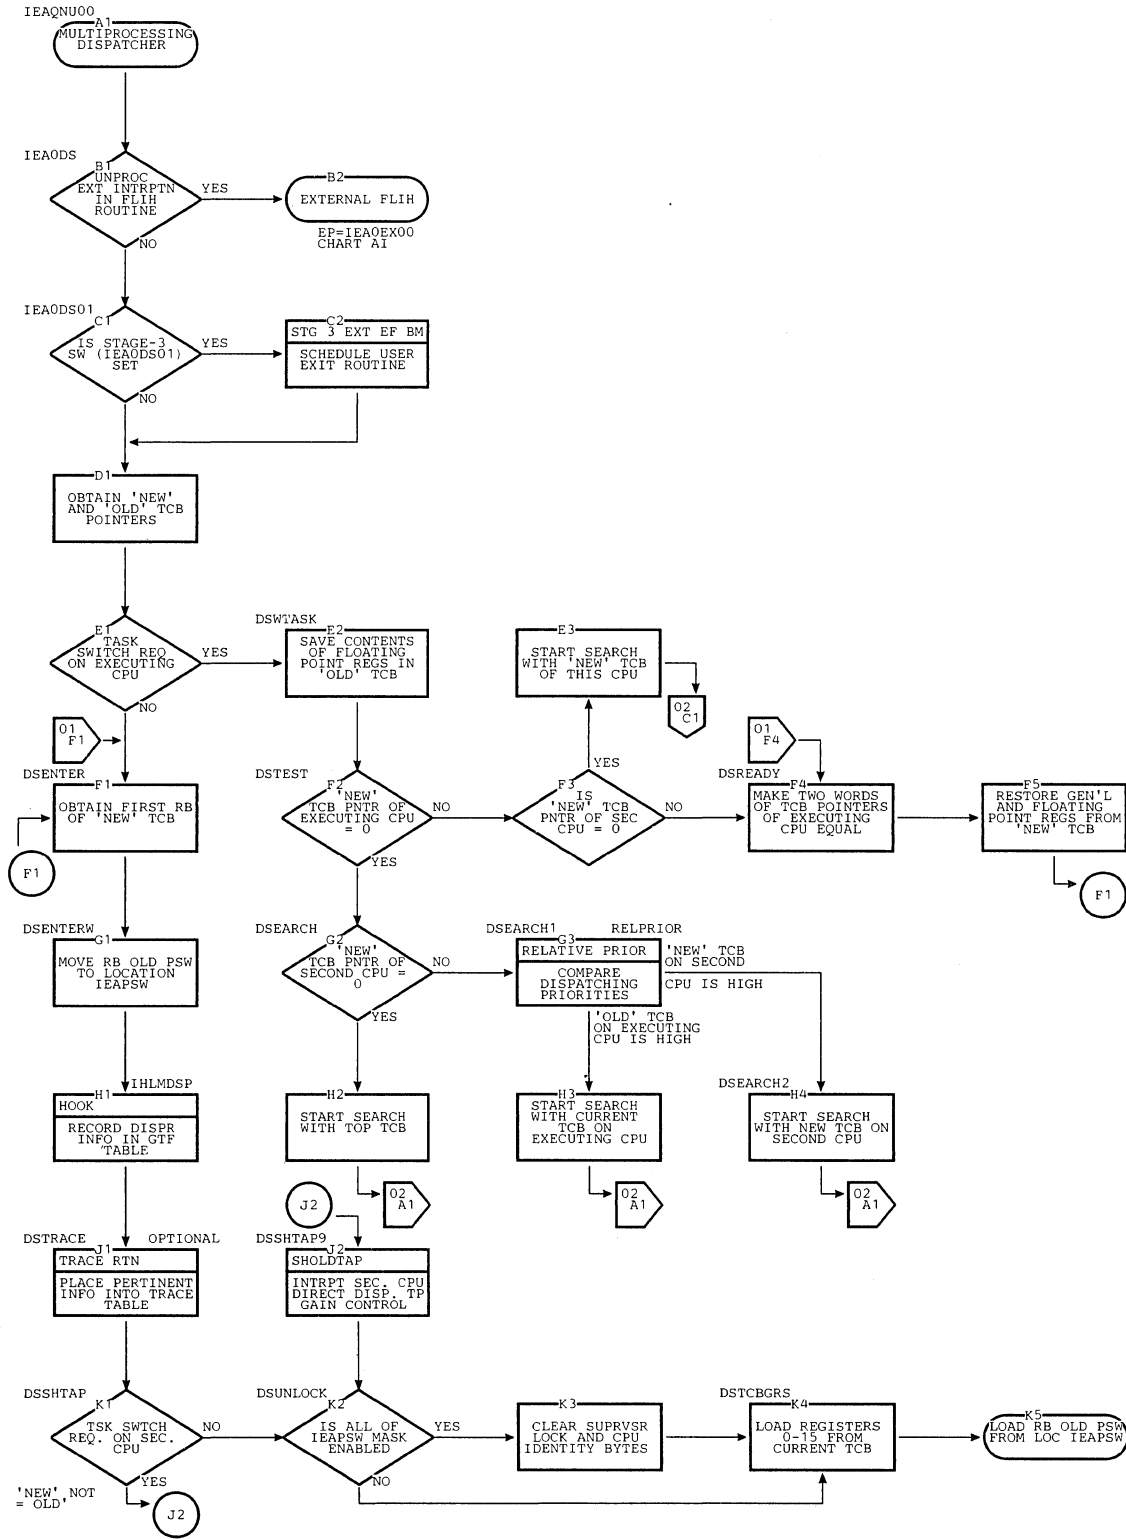 IEAQNU00
A1
MULTIPROCESSING
DISPATCHER
IEA0DS
B1
UNPROC
EXT INTRPTN
IN FLIH
ROUTINE
YES
NO
B2
EXTERNAL FLIH
EP=IEA0EX00
CHART AI
IEA0DS01
C1
IS STAGE-3
SW (IEA0DS01)
SET
YES
NO
C2
STG 3 EXT EF BM
SCHEDULE USER
EXIT ROUTINE
D1
OBTAIN 'NEW'
AND 'OLD' TCB
POINTERS
E1
TASK
SWITCH REQ
ON EXECUTING
CPU
YES
NO
DSWTASK
E2
SAVE CONTENTS
OF FLOATING
POINT REGS IN
'OLD' TCB
E3
START SEARCH
WITH 'NEW' TCB
OF THIS CPU
02
C1
01
F1
DSENTER
F1
OBTAIN FIRST RB
OF 'NEW' TCB
F1
DSTEST
F2
'NEW'
TCB PNTR OF
EXECUTING CPU
= 0
NO
YES
F3
IS
'NEW' TCB
PNTR OF SEC
CPU = 0
YES
NO
01
F4
DSREADY
F4
MAKE TWO WORDS
OF TCB POINTERS
OF EXECUTING
CPU EQUAL
F5
RESTORE GEN'L
AND FLOATING
POINT REGS FROM
'NEW' TCB
F1
DSENTERW
G1
MOVE RB OLD PSW
TO LOCATION
IEAPSW
DSEARCH
G2
'NEW'
TCB PNTR OF
SECOND CPU =
0
NO
YES
DSEARCH1
RELPRIOR
G3
RELATIVE PRIOR
COMPARE
DISPATCHING
PRIORITIES
'NEW' TCB
ON SECOND
CPU IS HIGH
'OLD' TCB
ON EXECUTING
CPU IS HIGH
IHLMDSP
H1
HOOK
RECORD DISPR
INFO IN GTF
TABLE
H2
START SEARCH
WITH TOP TCB
02
A1
H3
START SEARCH
WITH CURRENT
TCB ON
EXECUTING CPU
02
A1
DSEARCH2
H4
START SEARCH
WITH NEW TCB ON
SECOND CPU
02
A1
J2
DSTRACE
OPTIONAL
J1
TRACE RTN
PLACE PERTINENT
INFO INTO TRACE
TABLE
DSSHTAP9
J2
SHOLDTAP
INTRPT SEC. CPU
DIRECT DISP. TP
GAIN CONTROL
DSSHTAP
K1
TSK SWTCH
REQ. ON SEC.
CPU
NO
YES
'NEW' NOT
= OLD'
J2
DSUNLOCK
K2
IS ALL OF
IEAPSW MASK
ENABLED
YES
NO
K3
CLEAR SUPRVSR
LOCK AND CPU
IDENTITY BYTES
DSTCBGRS
K4
LOAD REGISTERS
0-15 FROM
CURRENT TCB
K5
LOAD RB OLD PSW
FROM LOC IEAPSW